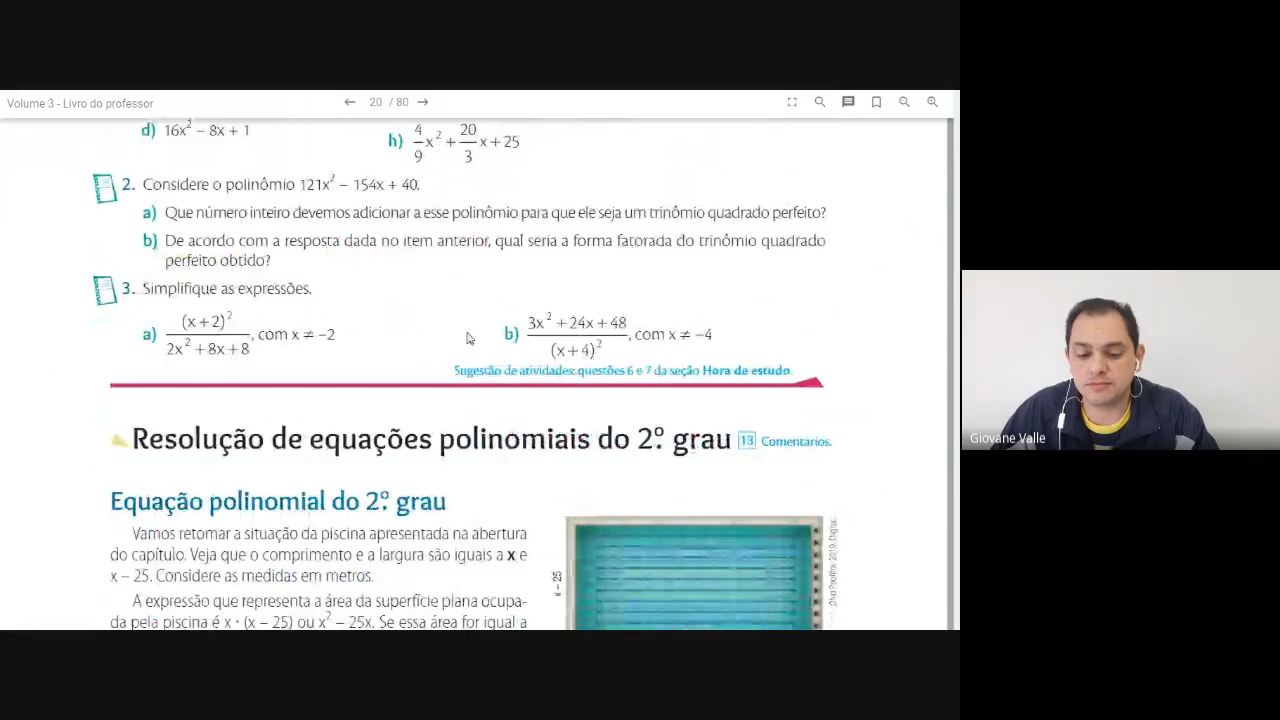 Volume 3 - Livro do professor
20 / 80
d) 16x² – 8x + 1
h) 4/9 x² + 20/3 x + 25
2. Considere o polinômio 121x² – 154x + 40.
a) Que número inteiro devemos adicionar a esse polinômio para que ele seja um trinômio quadrado perfeito?
b) De acordo com a resposta dada no item anterior, qual seria a forma fatorada do trinômio quadrado
perfeito obtido?
3. Simplifique as expressões.
a) (x + 2)² / 2x² + 8x + 8, com x ≠ –2
b) 3x² + 24x + 48 / (x + 4)², com x ≠ –4
Sugestão de atividades: questões 6 e 7 da seção Hora de estudo.
Resolução de equações polinomiais do 2º. grau 13 Comentários.
Equação polinomial do 2º. grau
Vamos retomar a situação da piscina apresentada na abertura
do capítulo. Veja que o comprimento e a largura são iguais a x e
x – 25. Considere as medidas em metros.
A expressão que representa a área da superfície plana ocupa-
da pela piscina é x · (x – 25) ou x² – 25x. Se essa área for igual a
x – 25
Giovane Valle